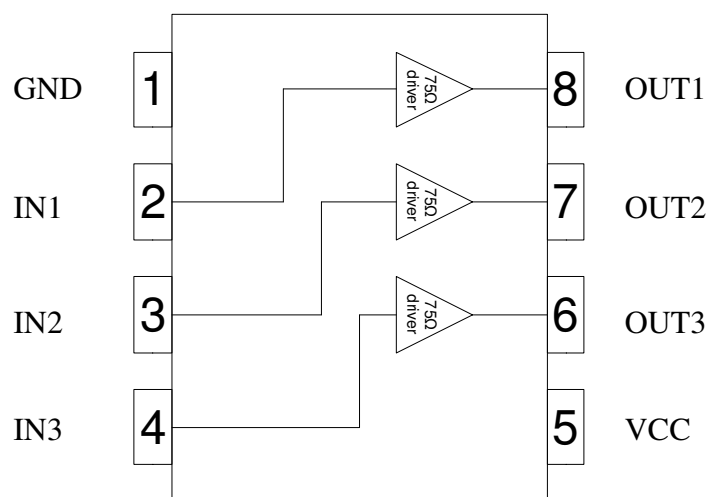 GND 1 75Ω driver 8 OUT1
IN1 2 75Ω driver 7 OUT2
IN2 3 75Ω driver 6 OUT3
IN3 4 5 VCC